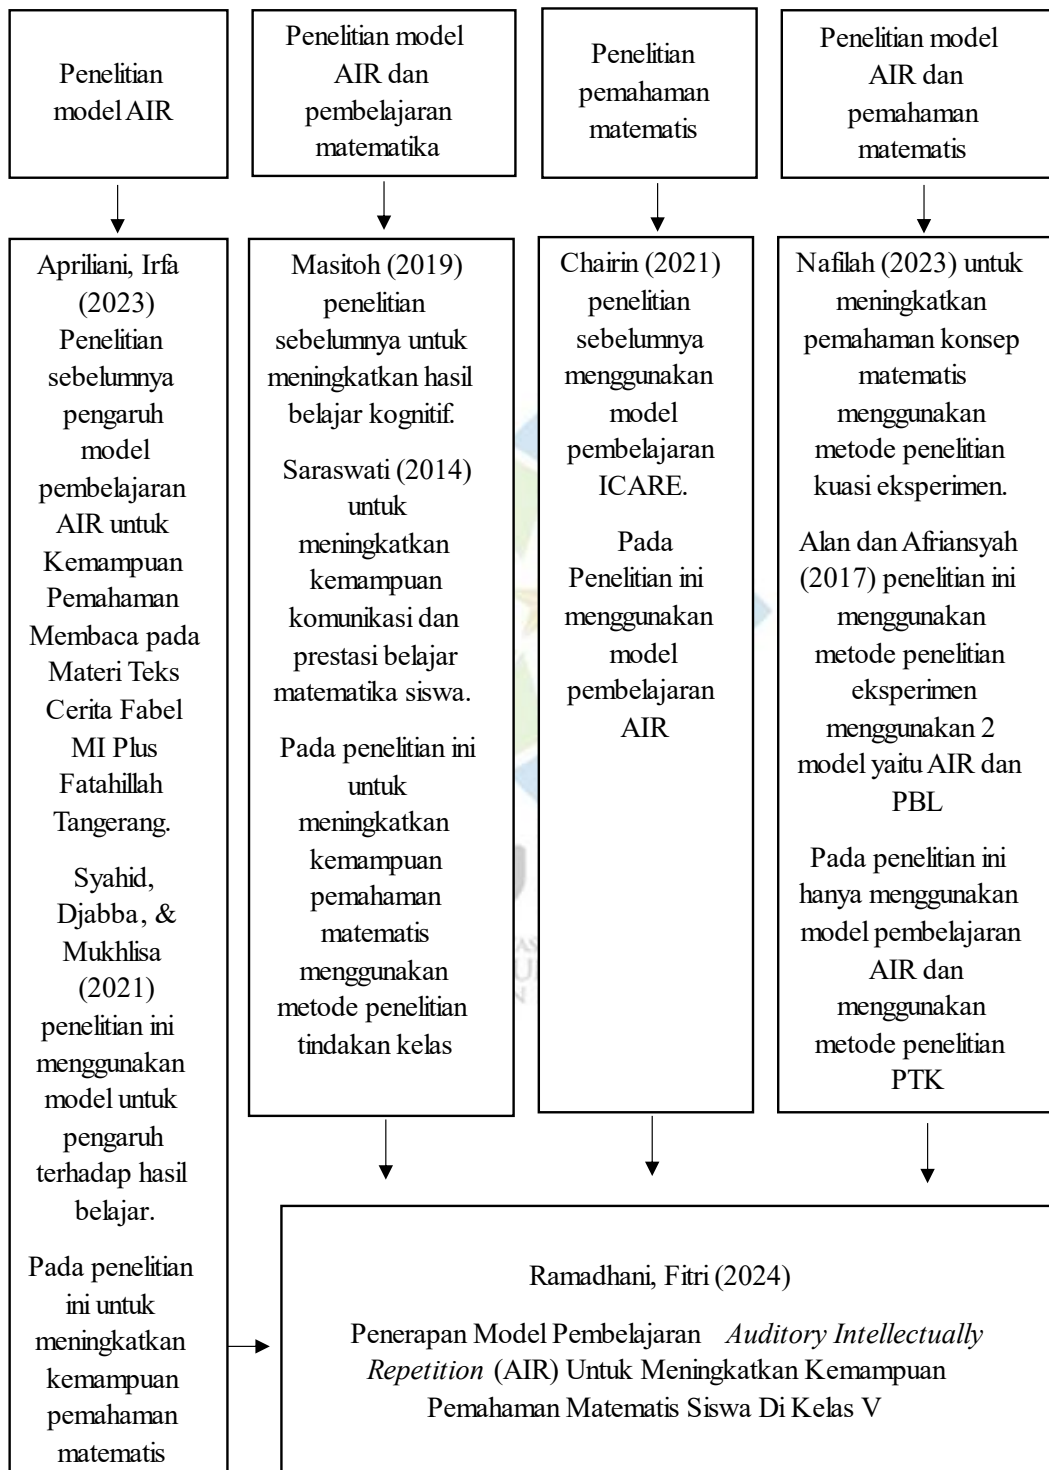 Penelitian
model AIR
Penelitian model
AIR dan
pembelajaran
matematika
Penelitian
pemahaman
matematis
Penelitian model
AIR dan
pemahaman
matematis
Apriliani, Irfa
(2023)
Penelitian
sebelumnya
pengaruh
model
pembelajaran
AIR untuk
Kemampuan
Pemahaman
Membaca pada
Materi Teks
Cerita Fabel
MI Plus
Fatahillah
Tangerang.
Syahid,
Djabba, &
Mukhlisa
(2021)
penelitian ini
menggunakan
model untuk
pengaruh
terhadap hasil
belajar.
Pada penelitian
ini untuk
meningkatkan
kemampuan
pemahaman
matematis
Masitoh (2019)
penelitian
sebelumnya untuk
meningkatkan hasil
belajar kognitif.
Saraswati (2014)
untuk
meningkatkan
kemampuan
komunikasi dan
prestasi belajar
matematika siswa.
Pada penelitian ini
untuk
meningkatkan
kemampuan
pemahaman
matematis
menggunakan
metode penelitian
tindakan kelas
Chairin (2021)
penelitian
sebelumnya
menggunakan
model
pembelajaran
ICARE.
Pada
Penelitian ini
menggunakan
model
pembelajaran
AIR
Nafilah (2023) untuk
meningkatkan
pemahaman konsep
matematis
menggunakan
metode penelitian
kuasi eksperimen.
Alan dan Afriansyah
(2017) penelitian ini
menggunakan
metode penelitian
eksperimen
menggunakan 2
model yaitu AIR dan
PBL
Pada penelitian ini
hanya menggunakan
model pembelajaran
AIR dan
menggunakan
metode penelitian
PTK
Ramadhani, Fitri (2024)
Penerapan Model Pembelajaran Auditory Intellectually
Repetition (AIR) Untuk Meningkatkan Kemampuan
Pemahaman Matematis Siswa Di Kelas V